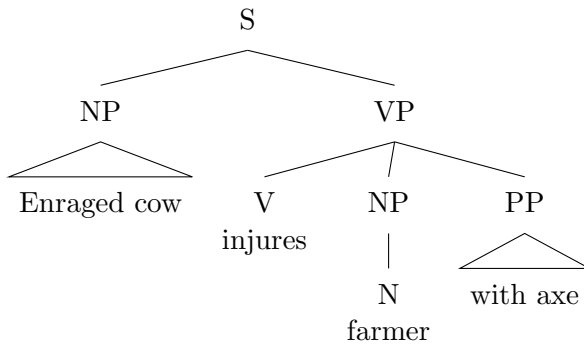 S
NP VP
Enraged cow V NP PP
injures N with axe
farmer